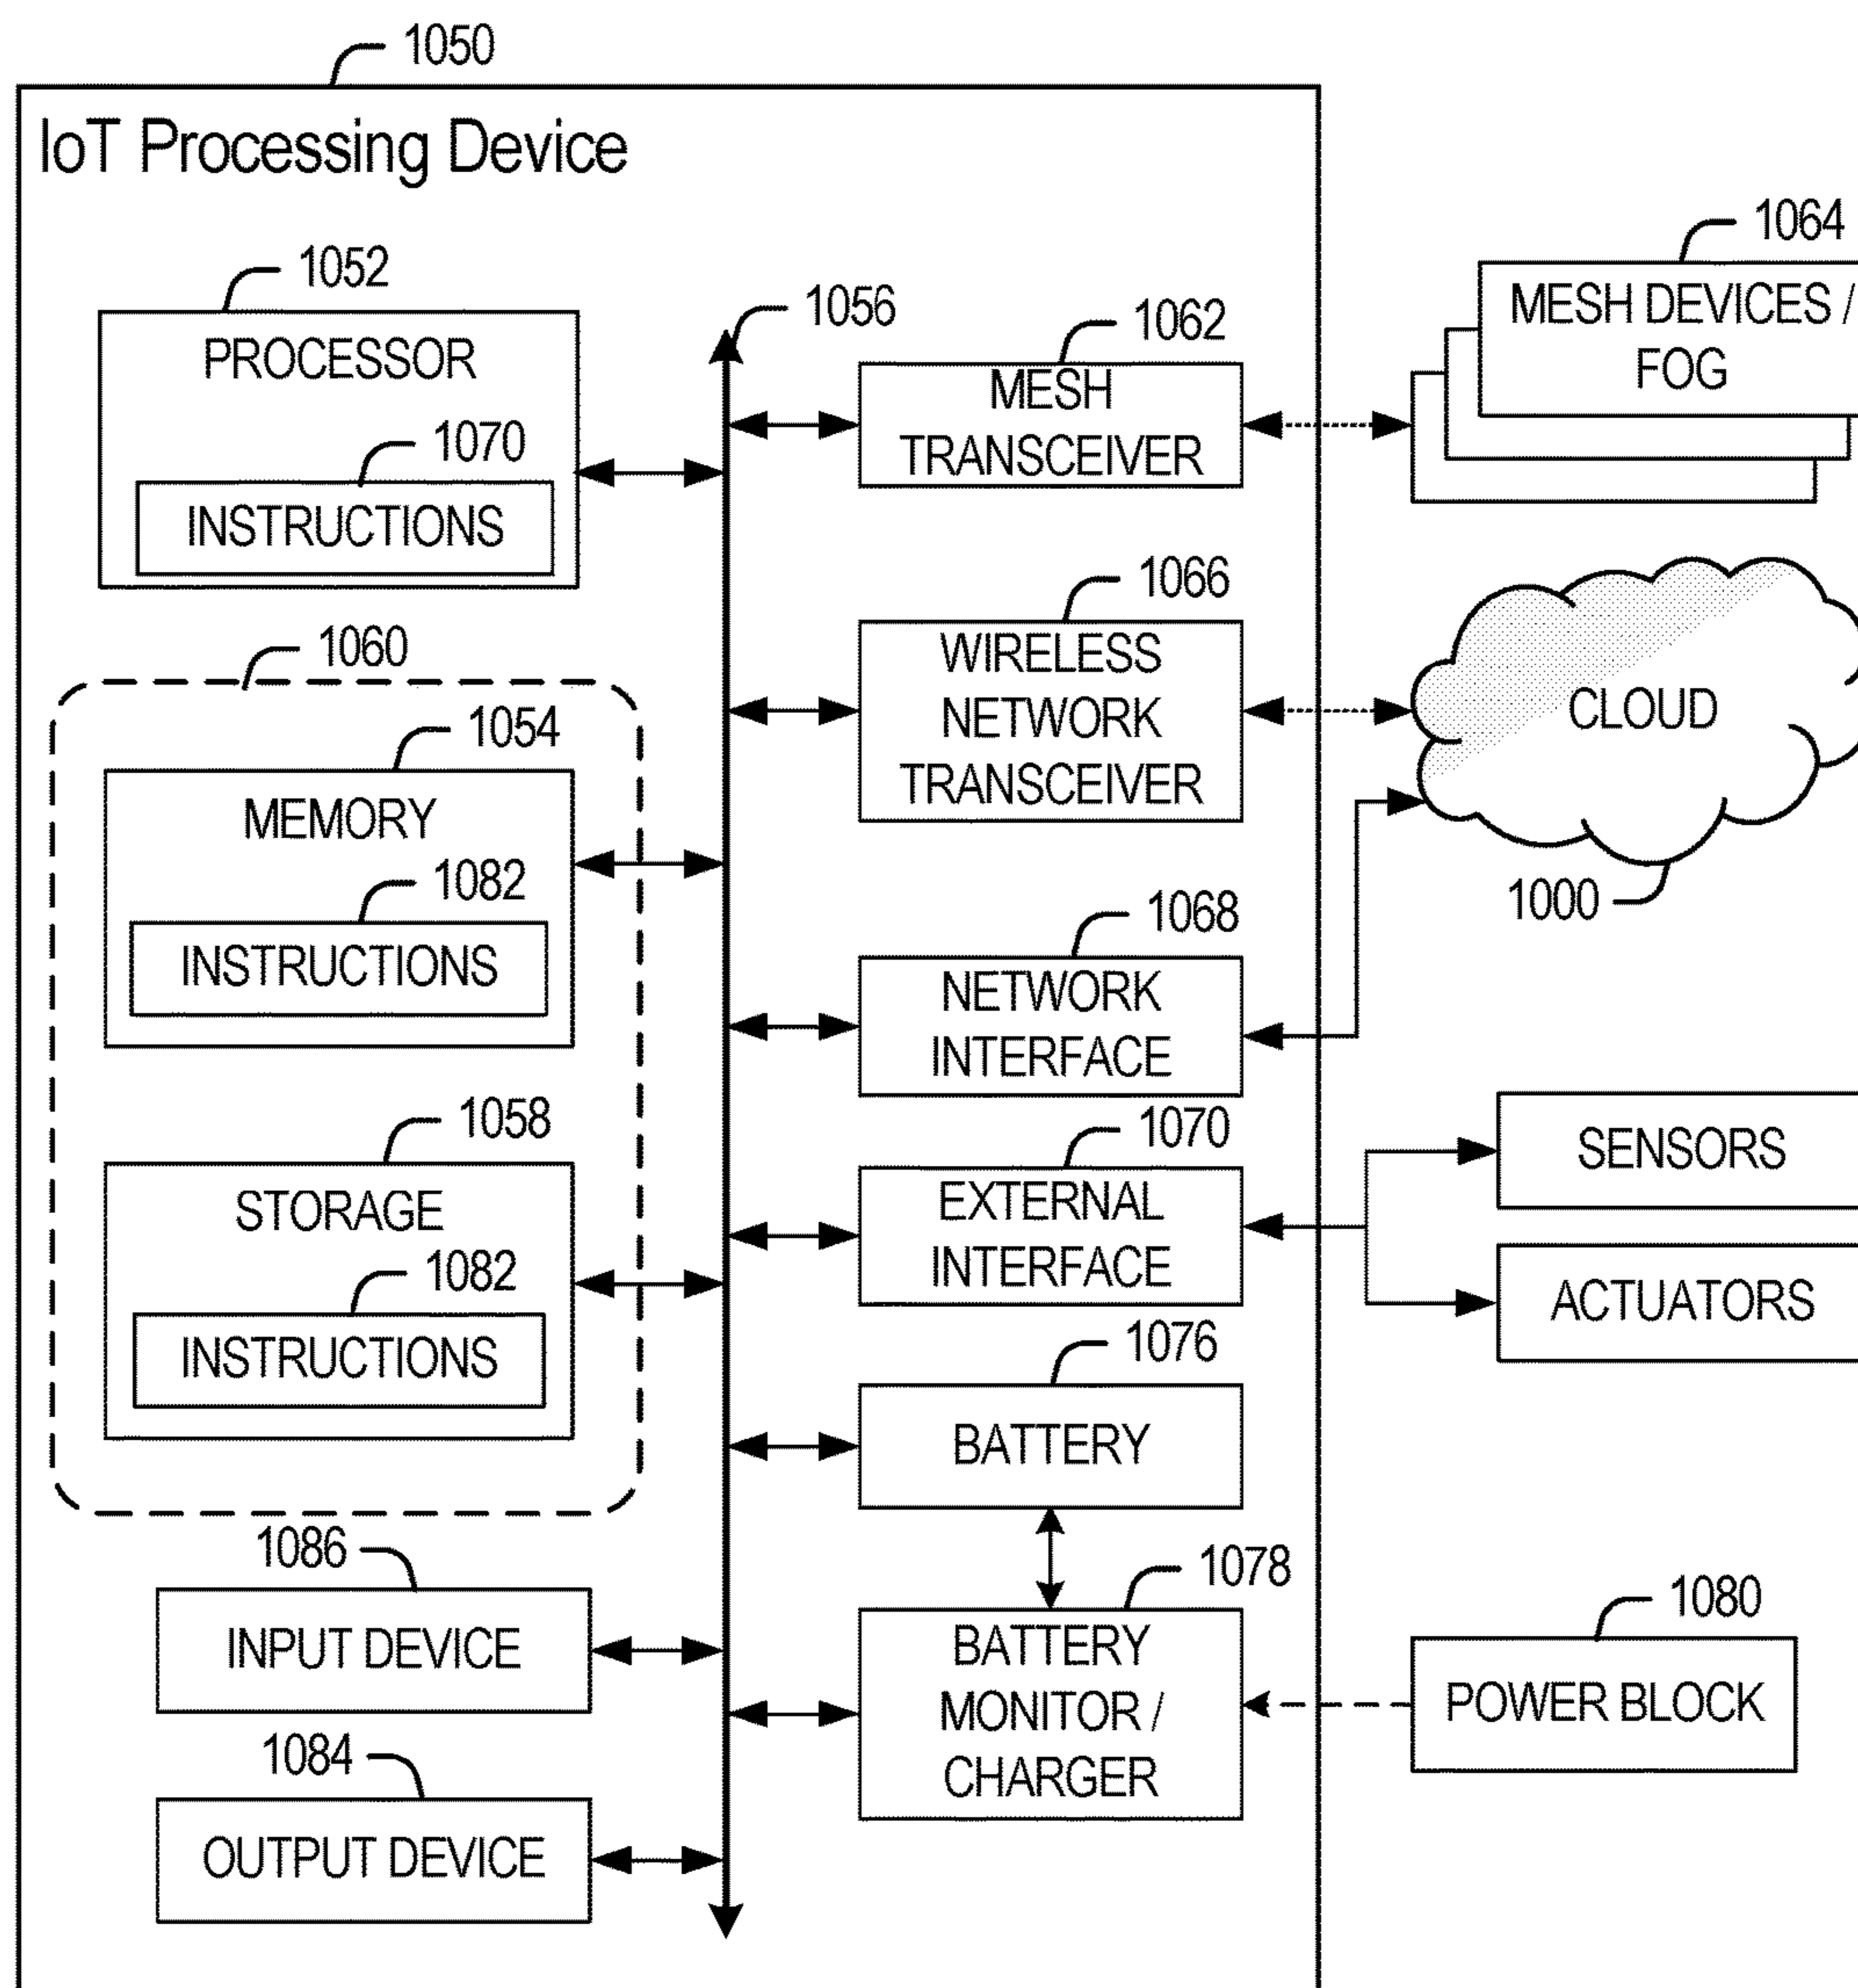 1050
IoT Processing Device
1052
PROCESSOR
1070
INSTRUCTIONS
1060
1054
MEMORY
1082
INSTRUCTIONS
1058
STORAGE
1082
INSTRUCTIONS
1086
INPUT DEVICE
1084
OUTPUT DEVICE
1056
1062
MESH
TRANSCEIVER
1066
WIRELESS
NETWORK
TRANSCEIVER
1068
NETWORK
INTERFACE
1070
EXTERNAL
INTERFACE
1076
BATTERY
1078
BATTERY
MONITOR /
CHARGER
1064
MESH DEVICES /
FOG
CLOUD
1000
SENSORS
ACTUATORS
1080
POWER BLOCK